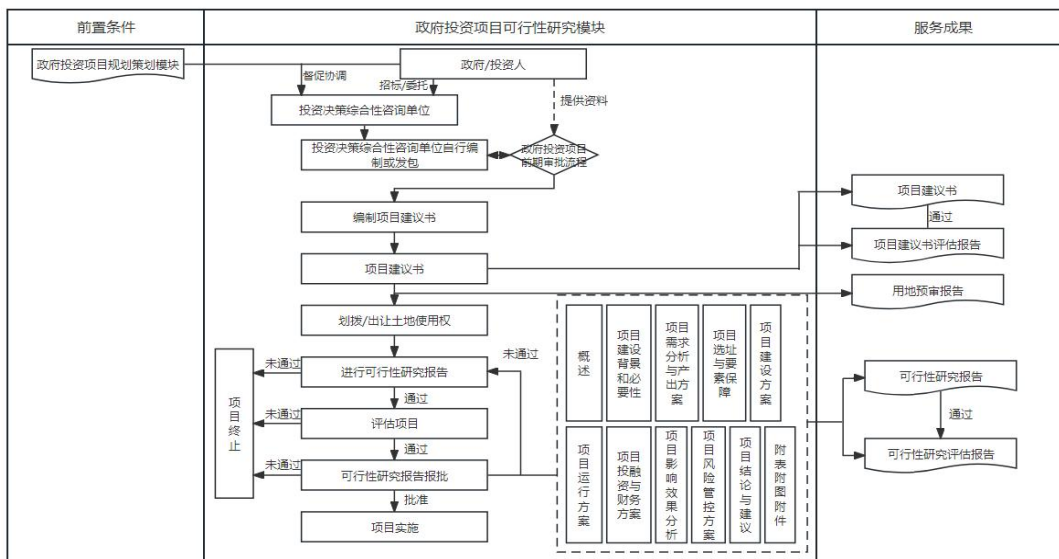 前置条件
政府投资项目可行性研究模块
服务成果
政府投资项目规划策划模块
政府/投资人
督促协调
招标/委托
提供资料
投资决策综合性咨询单位
投资决策综合性咨询单位自行编
制或发包
政府投资项目
前期审批流程
编制项目建议书
项目建议书
项目建议书
通过
项目建议书评估报告
用地预审报告
划拨/出让土地使用权
未通过
进行可行性研究报告
未通过
通过
项目终止
未通过
评估项目
通过
未通过
可行性研究报告报批
批准
项目实施
概述
项目
建设
背景
和必
要性
项目
需求
分析
与产
出方
案
项目
选址
与要
素保
障
项目建设方案
项目运行方案
项目
投融
资与
财务
方案
项目影响效果分析
项目风险管控方案
项目结论与建议
附表附图附件
可行性研究报告
通过
可行性研究评估报告